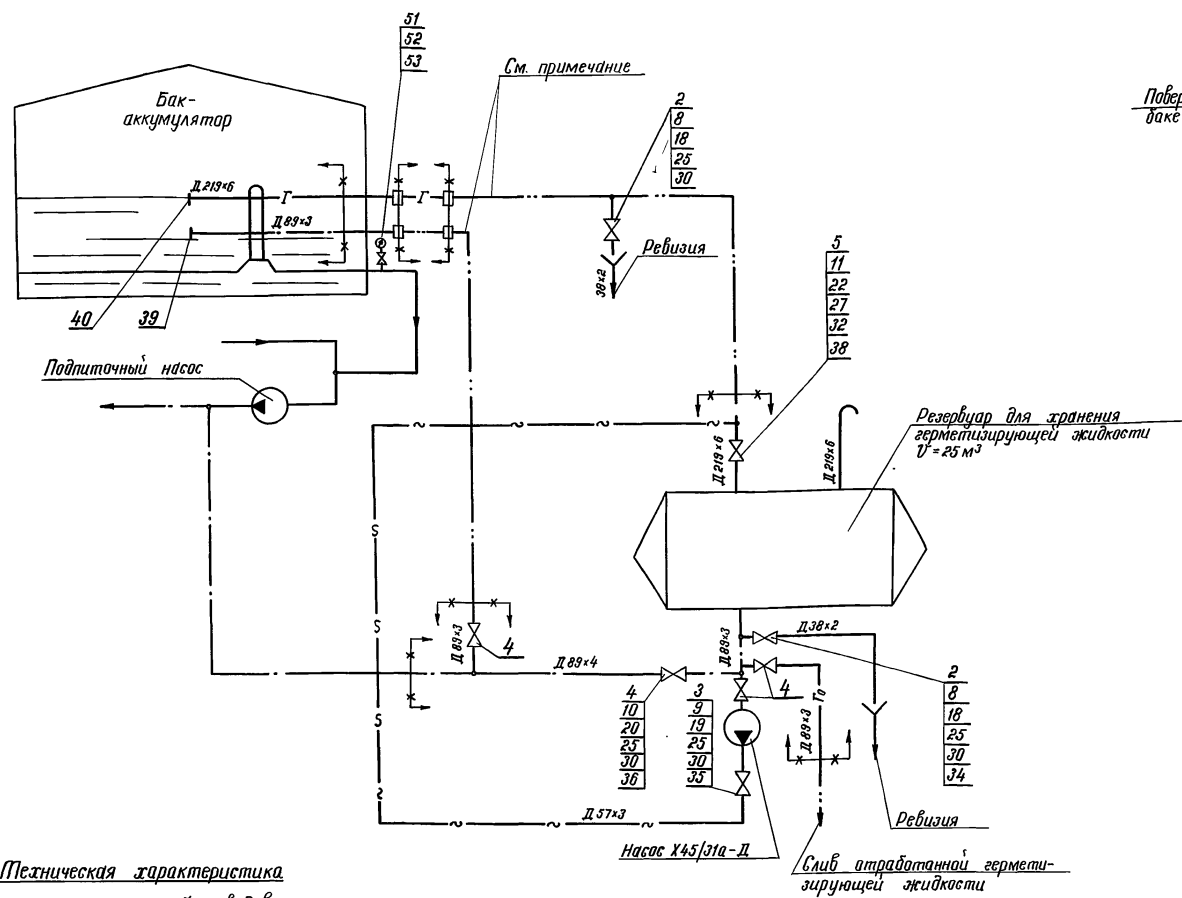 51
52
53
См. примечание
Бак-
аккумулятор
2
8
18
25
30
Повер
баке
Д 219×6
Г
Г
Д 89×3
Ревизия
38×2
5
11
22
27
32
38
40
39
Подпиточный насос
~
~
~
Д 219×6
Д 219×6
Резервуар для хранения
герметизирующей жидкости
V = 25 м³
S
S
S
Д 89×3
4
Д 89×4
Д 89×3
Д 38×2
4
Г₀
Д 89×3
4
10
20
25
30
36
3
9
19
25
30
35
2
8
18
25
30
34
~
~
~
Д 57×3
~
Насос Х45/31а-Д
Ревизия
Слив отработанной гермети-
зирующей жидкости
Техническая характеристика